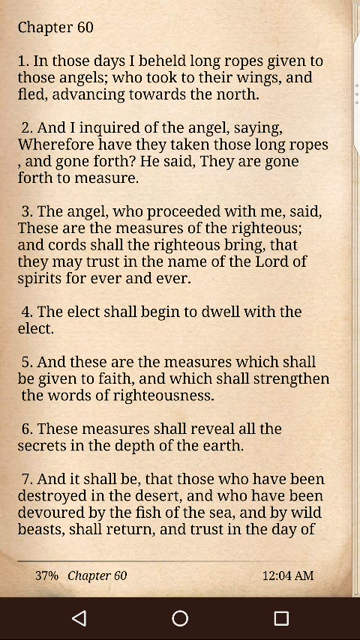 Chapter 60
1. In those days I beheld long ropes given to
those angels; who took to their wings, and
fled, advancing towards the north.
2. And I inquired of the angel, saying,
Wherefore have they taken those long ropes
, and gone forth? He said, They are gone
forth to measure.
3. The angel, who proceeded with me, said,
These are the measures of the righteous;
and cords shall the righteous bring, that
they may trust in the name of the Lord of
spirits for ever and ever.
4. The elect shall begin to dwell with the
elect.
5. And these are the measures which shall
be given to faith, and which shall strengthen
the words of righteousness.
6. These measures shall reveal all the
secrets in the depth of the earth.
7. And it shall be, that those who have been
destroyed in the desert, and who have been
devoured by the fish of the sea, and by wild
beasts, shall return, and trust in the day of
37% Chapter 60 12:04 AM